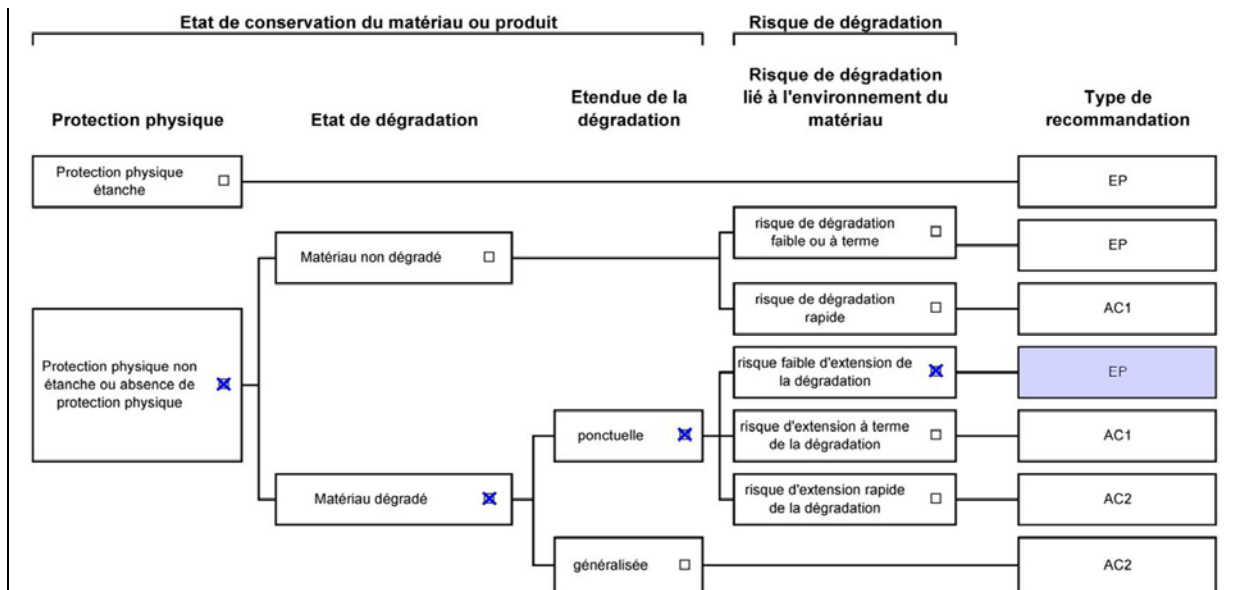 Etat de conservation du matériau ou produit
Risque de dégradation
Protection physique
Etat de dégradation
Etendue de la
dégradation
Risque de dégradation
lié à l'environnement du
matériau
Type de
recommandation
Protection physique
étanche
EP
Matériau non dégradé
risque de dégradation
faible ou à terme
EP
risque de dégradation
rapide
AC1
Protection physique non
étanche ou absence de
protection physique
Matériau dégradé
ponctuelle
risque faible d'extension de
la dégradation
EP
risque d'extension à terme
de la dégradation
AC1
risque d'extension rapide
de la dégradation
AC2
généralisée
AC2